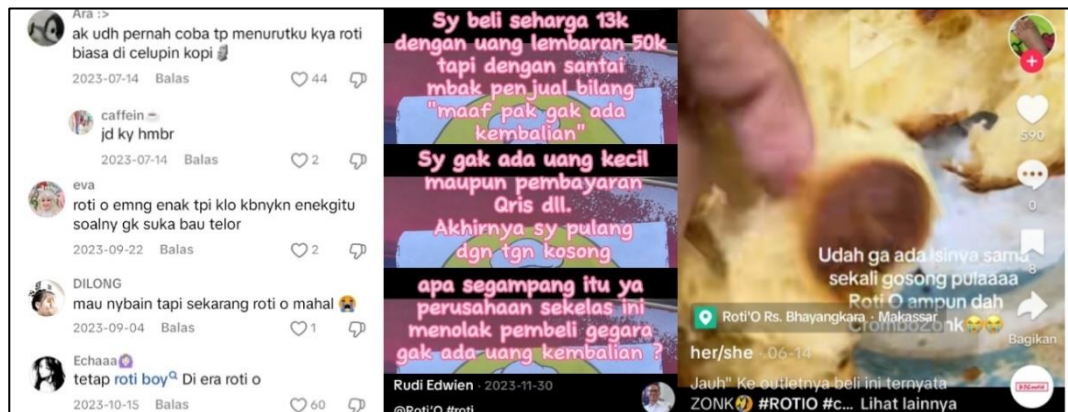 Ara :>
ak udh pernah coba tp menurutku kya roti
biasa di celupin kopi
2023-07-14 Balas 44
caffein
jd ky hmbr
2023-07-14 Balas 2
eva
roti o emng enak tpi klo kbnykn enekgitu
soalny gk suka bau telor
2023-09-22 Balas 2
DILONG
mau nybain tapi sekarang roti o mahal 😭
2023-09-04 Balas 1
Echaaa
tetap roti boy Di era roti o
2023-10-15 Balas 60
Sy beli seharga 13k
dengan uang lembaran 50k
tapi dengan santai
mbak penjual bilang
"maaf pak gak ada
kembalian"
Sy gak ada uang kecil
maupun pembayaran
Qris dll.
Akhirnya sy pulang
dgn tgn kosong
apa segampang itu ya
perusahaan sekelas ini
menolak pembeli gegara
gak ada uang kembalian ?
Rudi Edwien · 2023-11-30
@Roti'O #roti
590
0
8
Bagikan
Udah ga ada isinya sama
sekali gosong pulaaaa
Roti O ampun dah
CromboZonk😭😭
Roti'O Rs. Bhayangkara · Makassar
her/she · 06-14
Jauh" Ke outletnya beli ini ternyata
ZONK🤣 #ROTIO #c... Lihat lainnya